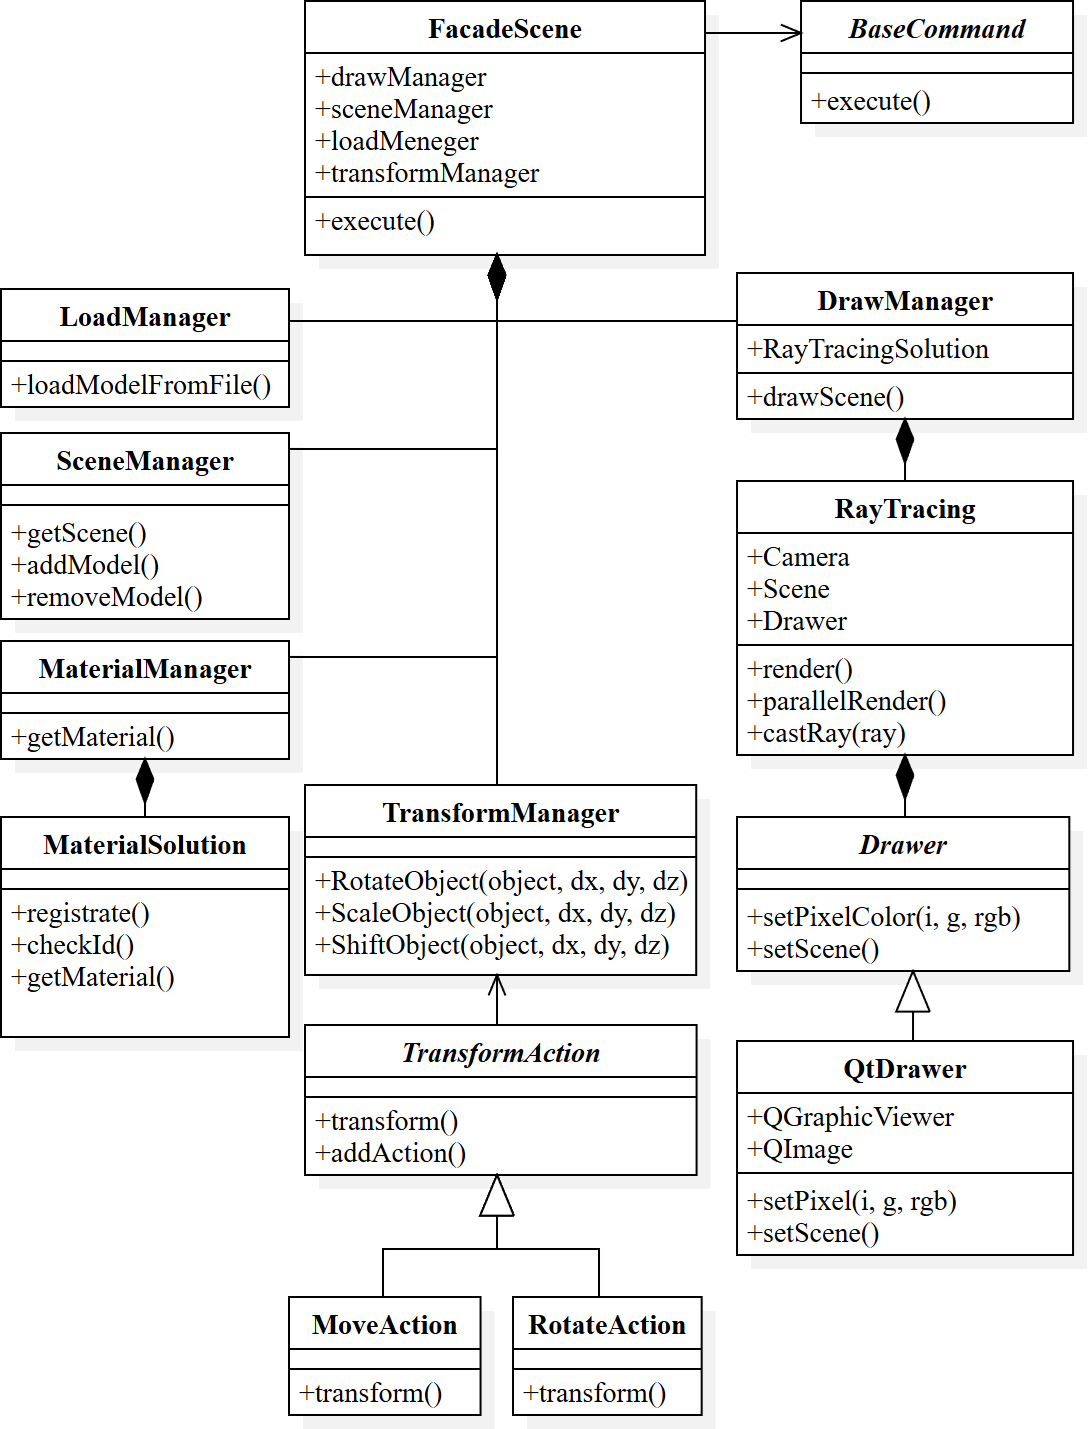 FacadeScene
+drawManager
+sceneManager
+loadMeneger
+transformManager
+execute()
BaseCommand
+execute()
LoadManager
+loadModelFromFile()
DrawManager
+RayTracingSolution
+drawScene()
SceneManager
+getScene()
+addModel()
+removeModel()
RayTracing
+Camera
+Scene
+Drawer
+render()
+parallelRender()
+castRay(ray)
MaterialManager
+getMaterial()
MaterialSolution
+registrate()
+checkId()
+getMaterial()
TransformManager
+RotateObject(object, dx, dy, dz)
+ScaleObject(object, dx, dy, dz)
+ShiftObject(object, dx, dy, dz)
Drawer
+setPixelColor(i, g, rgb)
+setScene()
TransformAction
+transform()
+addAction()
QtDrawer
+QGraphicViewer
+QImage
+setPixel(i, g, rgb)
+setScene()
MoveAction
+transform()
RotateAction
+transform()